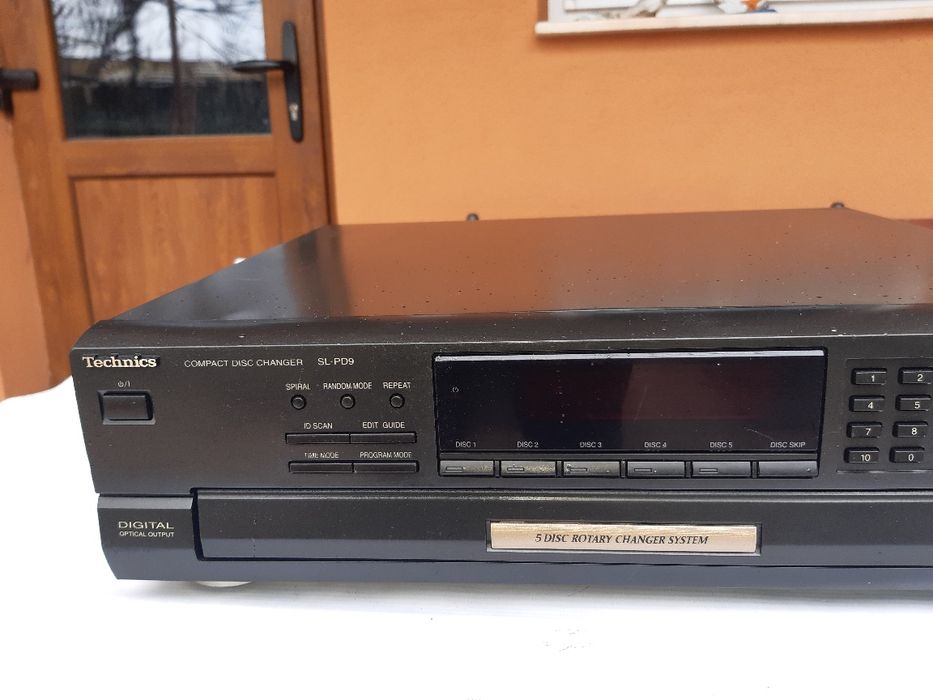 Technics
COMPACT DISC CHANGER SL-PD9
⏻/I
SPIRAL RANDOM MODE REPEAT
ID SCAN EDIT GUIDE
TIME MODE PROGRAM MODE
DISC 1 DISC 2 DISC 3 DISC 4 DISC 5 DISC SKIP
1 2
4 5
7 8
10 0
DIGITAL
OPTICAL OUTPUT
5 DISC ROTARY CHANGER SYSTEM